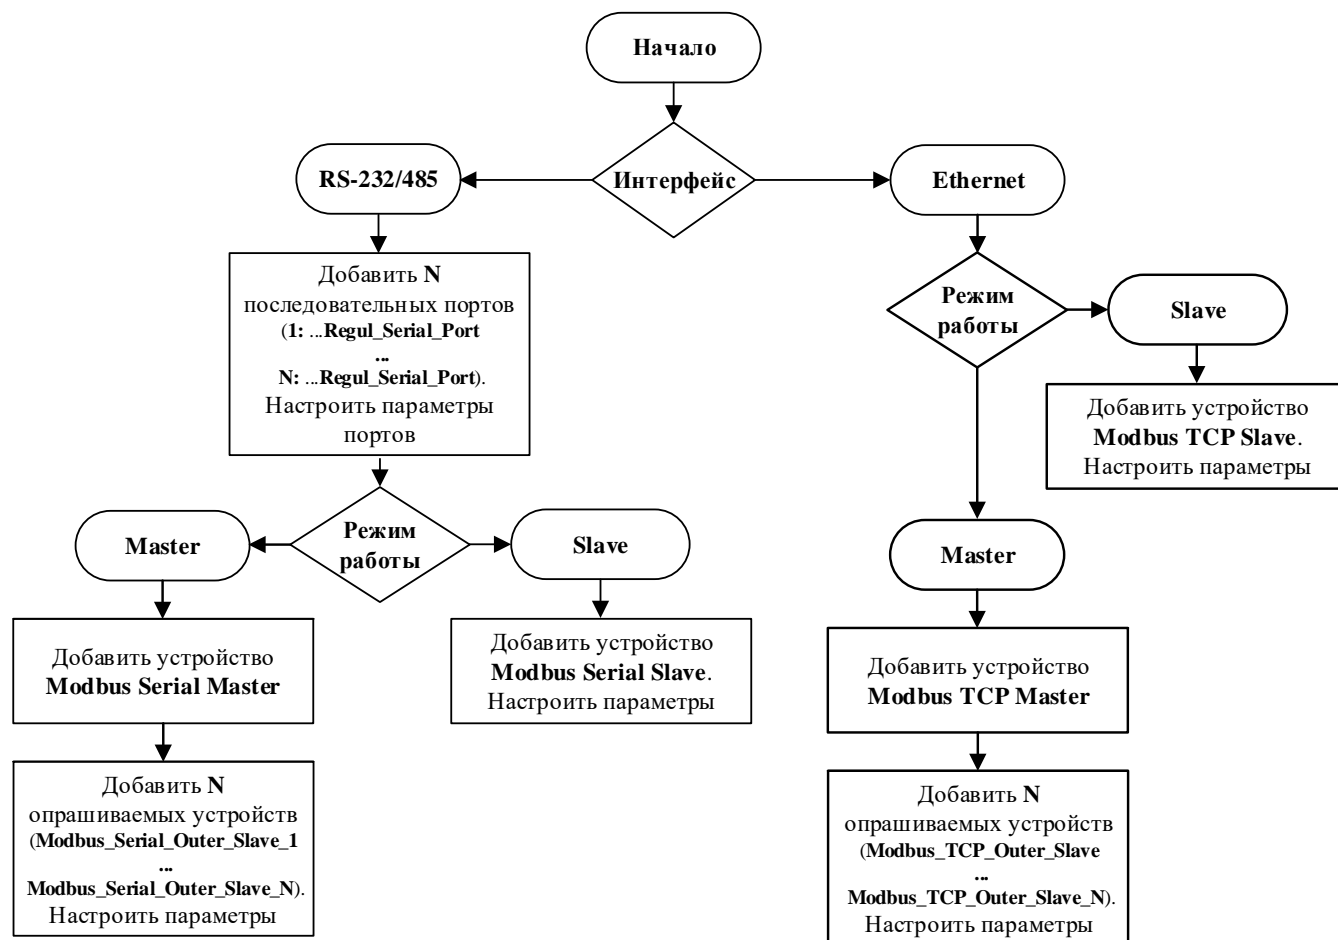 Начало
Интерфейс
RS-232/485
Ethernet
Добавить N
последовательных портов
(1: ...Regul_Serial_Port
...
N: ...Regul_Serial_Port).
Настроить параметры
портов
Режим
работы
Master
Slave
Добавить устройство
Modbus Serial Master
Добавить устройство
Modbus Serial Slave.
Настроить параметры
Добавить N
опрашиваемых устройств
(Modbus_Serial_Outer_Slave_1
...
Modbus_Serial_Outer_Slave_N).
Настроить параметры
Режим
работы
Slave
Добавить устройство
Modbus TCP Slave.
Настроить параметры
Master
Добавить устройство
Modbus TCP Master
Добавить N
опрашиваемых устройств
(Modbus_TCP_Outer_Slave
...
Modbus_TCP_Outer_Slave_N).
Настроить параметры